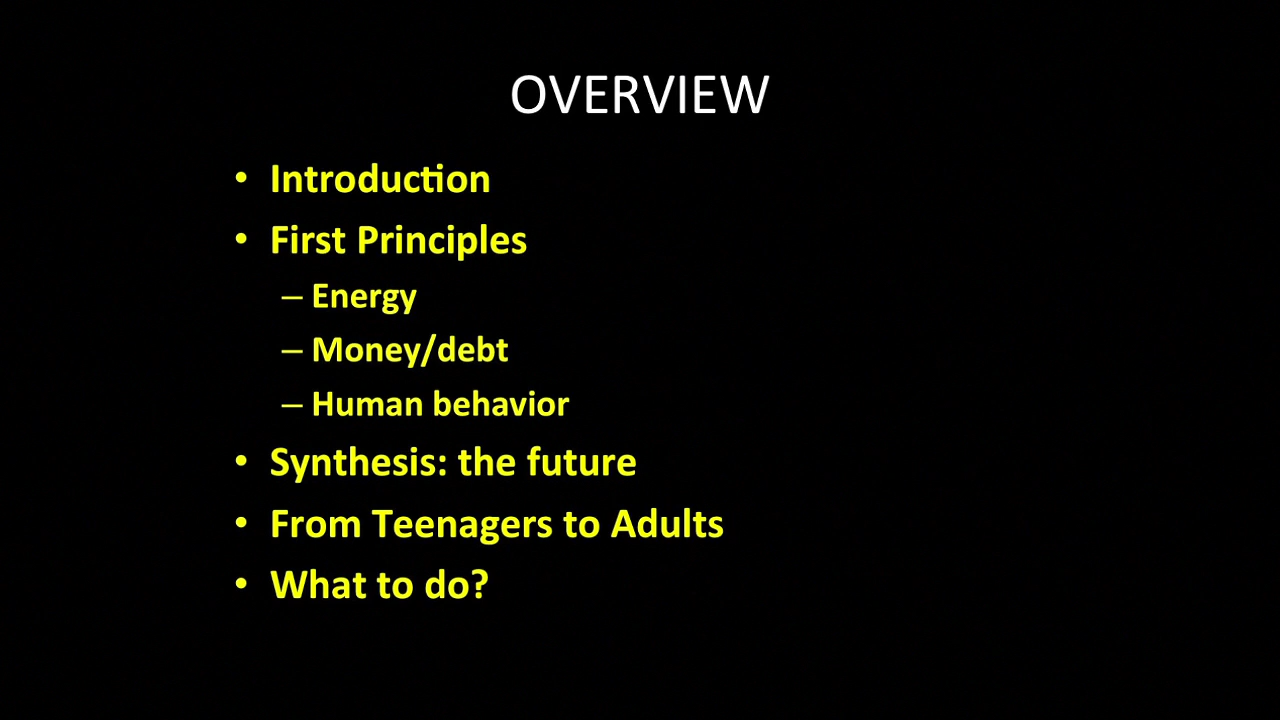 OVERVIEW
• Introduction
• First Principles
– Energy
– Money/debt
– Human behavior
• Synthesis: the future
• From Teenagers to Adults
• What to do?